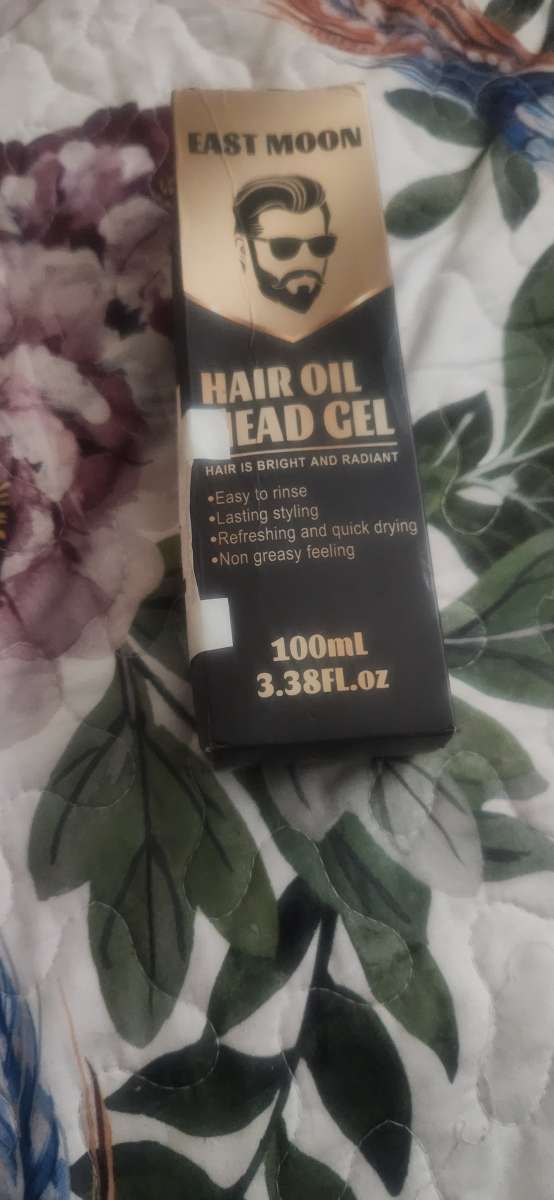 EAST MOON
HAIR OIL
HEAD GEL
HAIR IS BRIGHT AND RADIANT
•Easy to rinse
•Lasting styling
•Refreshing and quick drying
•Non greasy feeling
100mL
3.38FL.oz